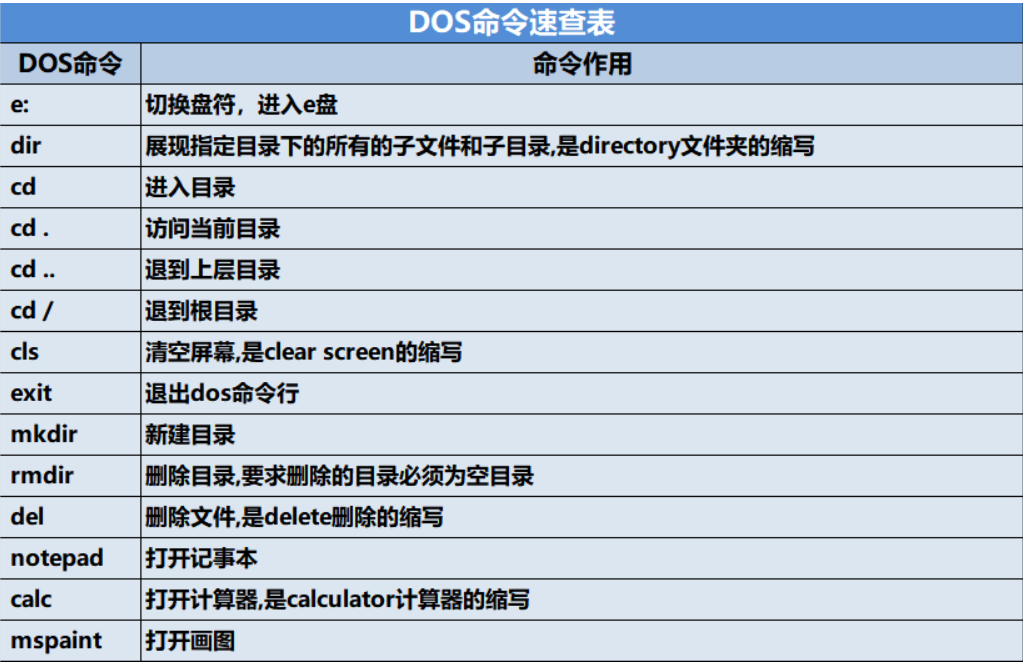 DOS命令速查表
DOS命令 命令作用
e: 切换盘符，进入e盘
dir 展现指定目录下的所有的子文件和子目录,是directory文件夹的缩写
cd 进入目录
cd . 访问当前目录
cd .. 退到上层目录
cd / 退到根目录
cls 清空屏幕,是clear screen的缩写
exit 退出dos命令行
mkdir 新建目录
rmdir 删除目录,要求删除的目录必须为空目录
del 删除文件,是delete删除的缩写
notepad 打开记事本
calc 打开计算器,是calculator计算器的缩写
mspaint 打开画图